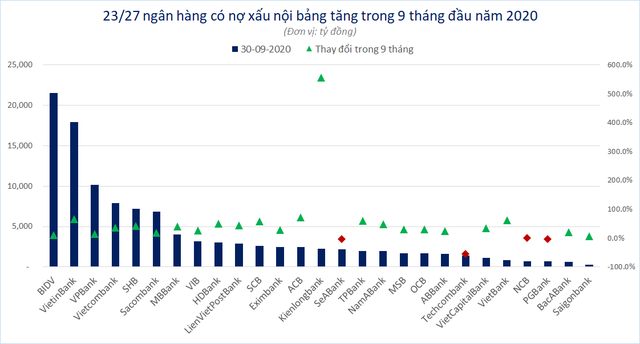 23/27 ngân hàng có nợ xấu nội bảng tăng trong 9 tháng đầu năm 2020
(Đơn vị: tỷ đồng)
30-09-2020 Thay đổi trong 9 tháng
25,000 600.0%
500.0%
20,000
400.0%
15,000 300.0%
200.0%
10,000
100.0%
5,000
0.0%
- -100.0%
BIDV
VietinBank
VPBank
Vietcombank
SHB
Sacombank
MBBank
VIB
HDBank
LienVietPostBank
SCB
Eximbank
ACB
Kienlongbank
SeABank
TPBank
NamABank
MSB
OCB
ABBank
Techcombank
VietCapitalBank
VietBank
NCB
PGBank
BacABank
Saigonbank